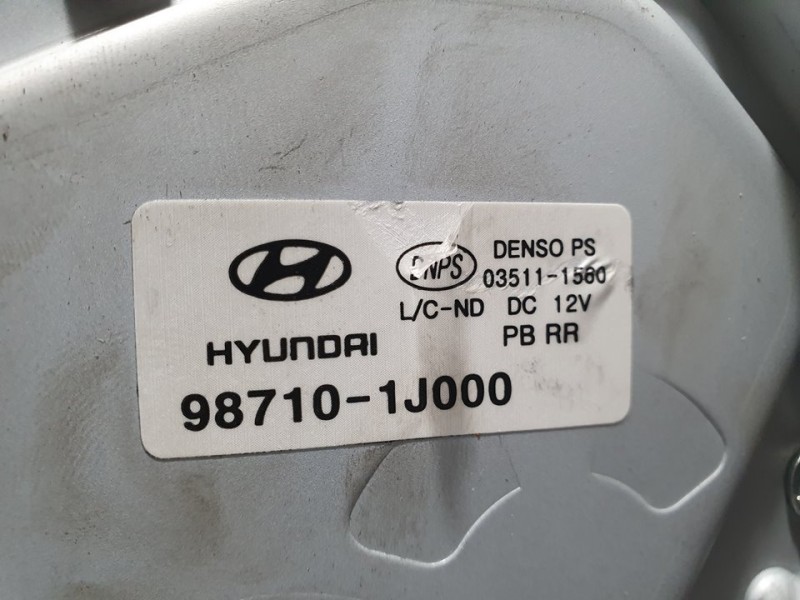 HYUNDAI
98710-1J000
DNPS
DENSO PS
03511-1560
L/C-ND DC 12V
PB RR